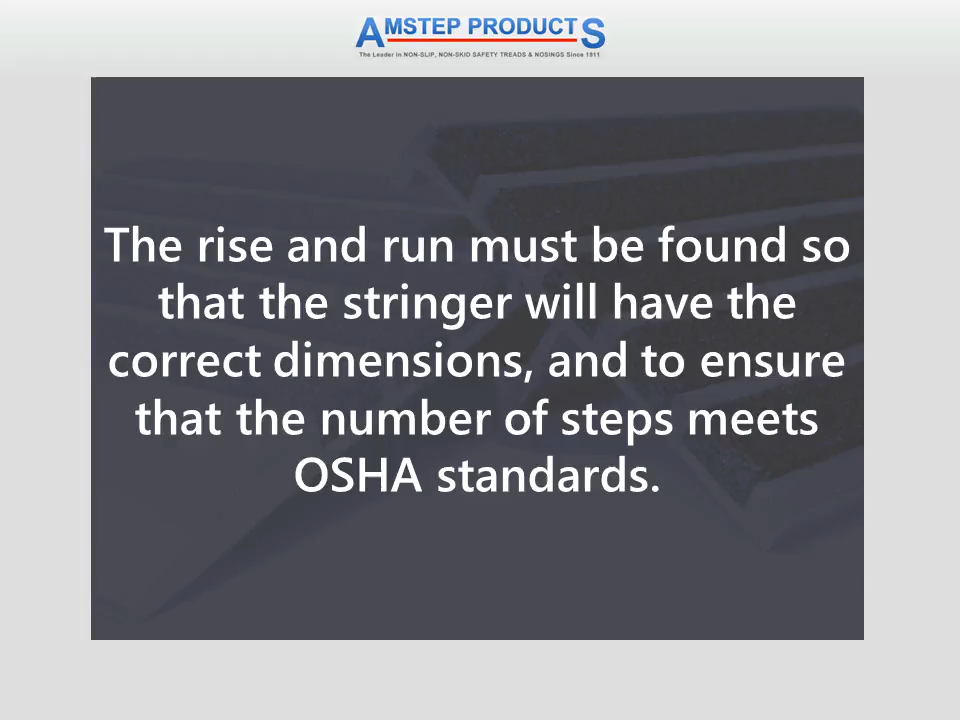 AMSTEP PRODUCTS
The Leader in NON-SLIP, NON-SKID SAFETY TREADS & NOSINGS Since 1911
The rise and run must be found so
that the stringer will have the
correct dimensions, and to ensure
that the number of steps meets
OSHA standards.